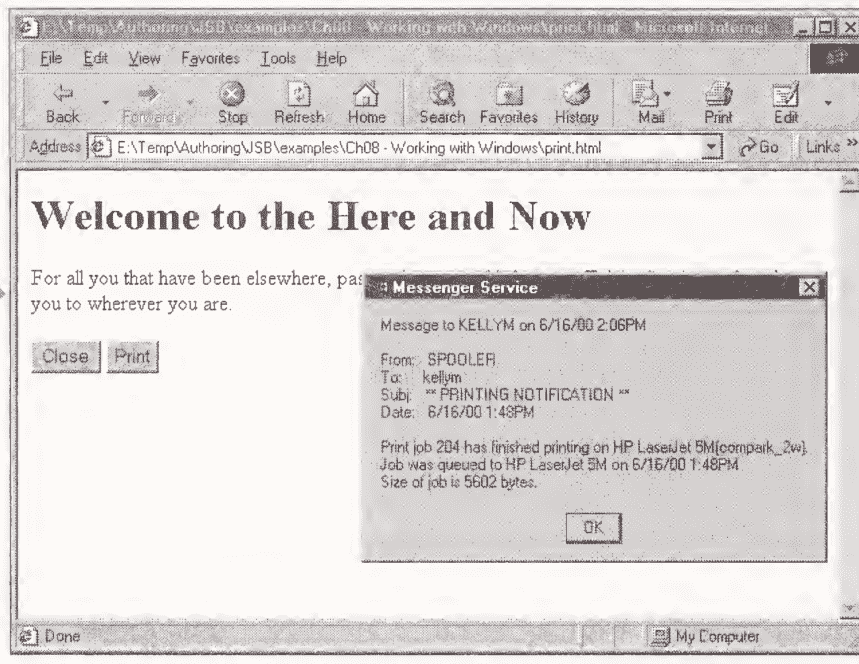 E:\Temp\Authoring\JSB\examples\Ch08 - Working with Windows\print.html - Microsoft Internet
File Edit View Favorites Tools Help
Back Forward Stop Refresh Home Search Favorites History Mail Print Edit
Address E:\Temp\Authoring\JSB\examples\Ch08 - Working with Windows\print.html Go Links »
Welcome to the Here and Now
For all you that have been elsewhere,
you to wherever you are.
Close Print
Messenger Service
Message to KELLYM on 6/16/00 2:06PM
From: SPOOLER
To: kellym
Subj: ** PRINTING NOTIFICATION **
Date: 6/16/00 1:48PM
Print job 204 has finished printing on HP LaserJet 5M(compark_2w).
Job was queued to HP LaserJet 5M on 6/16/00 1:48PM
Size of job is 5602 bytes.
OK
Done My Computer